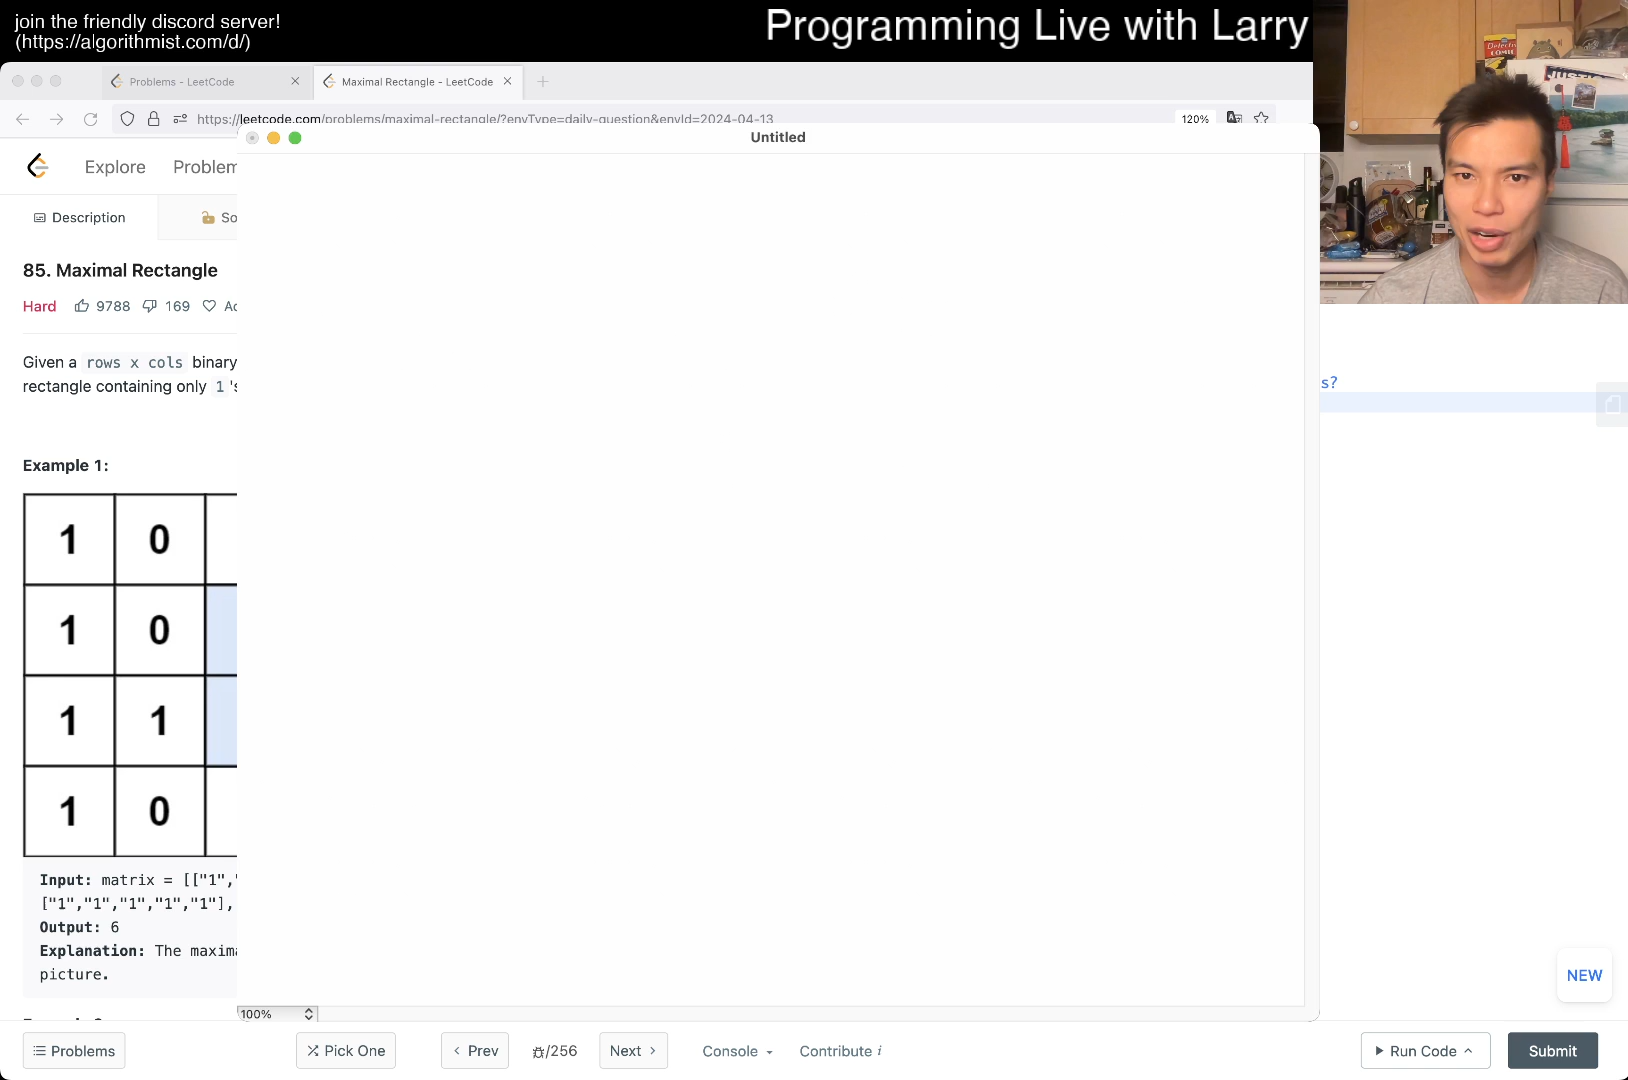 join the friendly discord server!
(https://algorithmist.com/d/)
Programming Live with Larry
Problems - LeetCode
Maximal Rectangle - LeetCode
https://leetcode.com/problems/maximal-rectangle/?envType=daily-question&envId=2024-04-13
120%
Untitled
Explore
Problem
Description
So
85. Maximal Rectangle
Hard
9788
169
Given a rows x cols binary
rectangle containing only 1 's
s?
Example 1:
1 0
1 0
1 1
1 0
Input: matrix = [["1","
["1","1","1","1","1"],
Output: 6
Explanation: The maxima
picture.
NEW
100%
Problems
Pick One
Prev
/256
Next
Console
Contribute i
Run Code
Submit